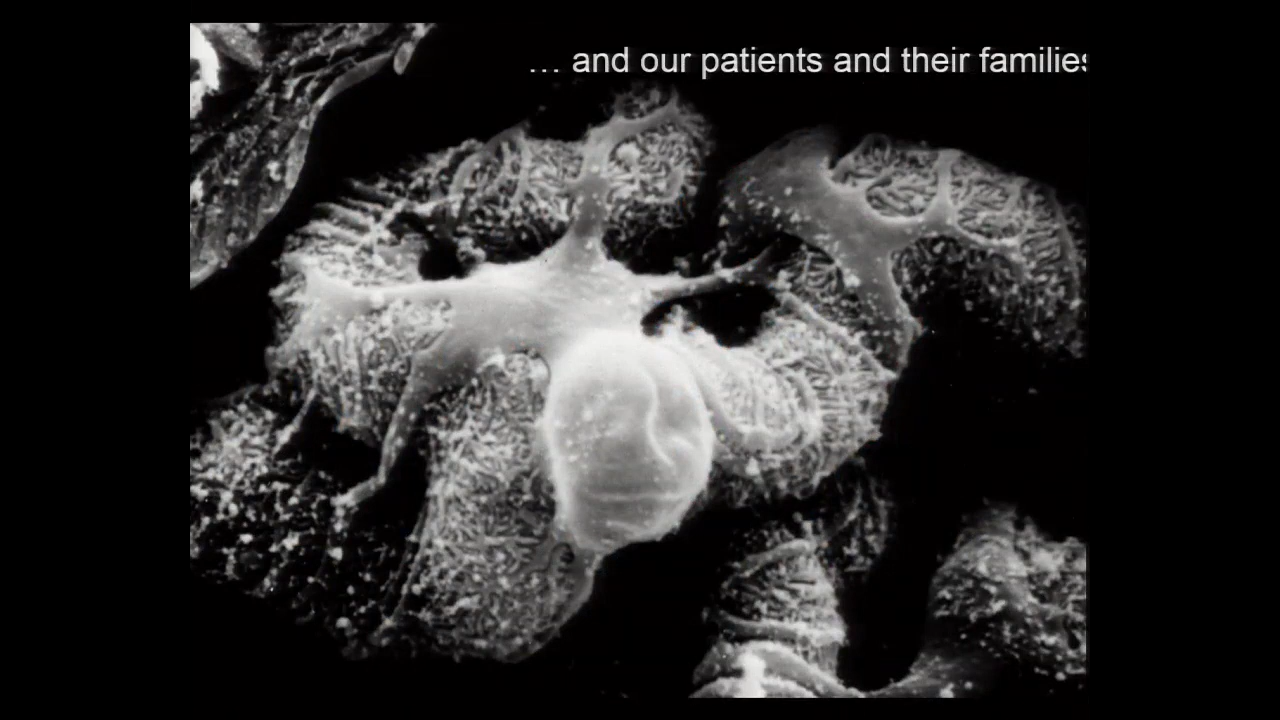 … and our patients and their families